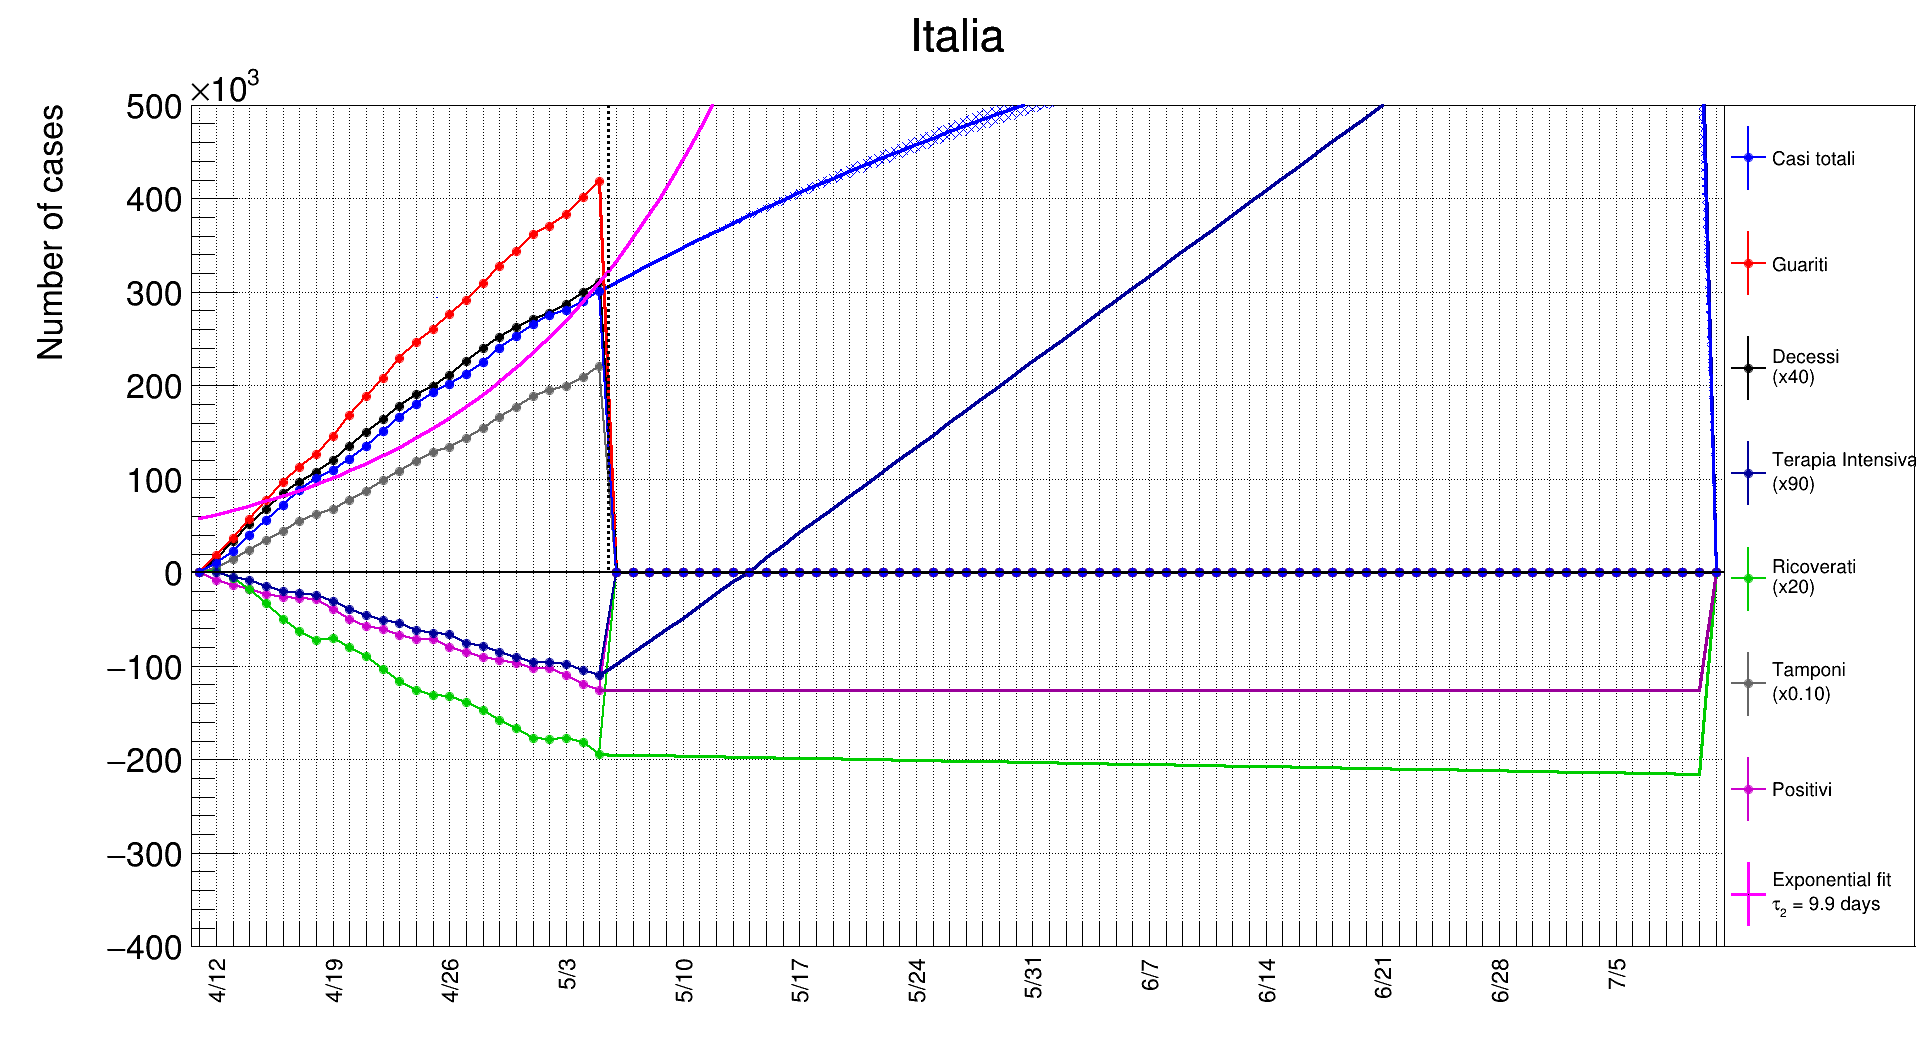 Italia
×10³
Number of cases
500
400
300
200
100
0
−100
−200
−300
−400
4/12
4/19
4/26
5/3
5/10
5/17
5/24
5/31
6/7
6/14
6/21
6/28
7/5
Casi totali
Guariti
Decessi
(x40)
Terapia Intensiva
(x90)
Ricoverati
(x20)
Tamponi
(x0.10)
Positivi
Exponential fit
τ₂ = 9.9 days